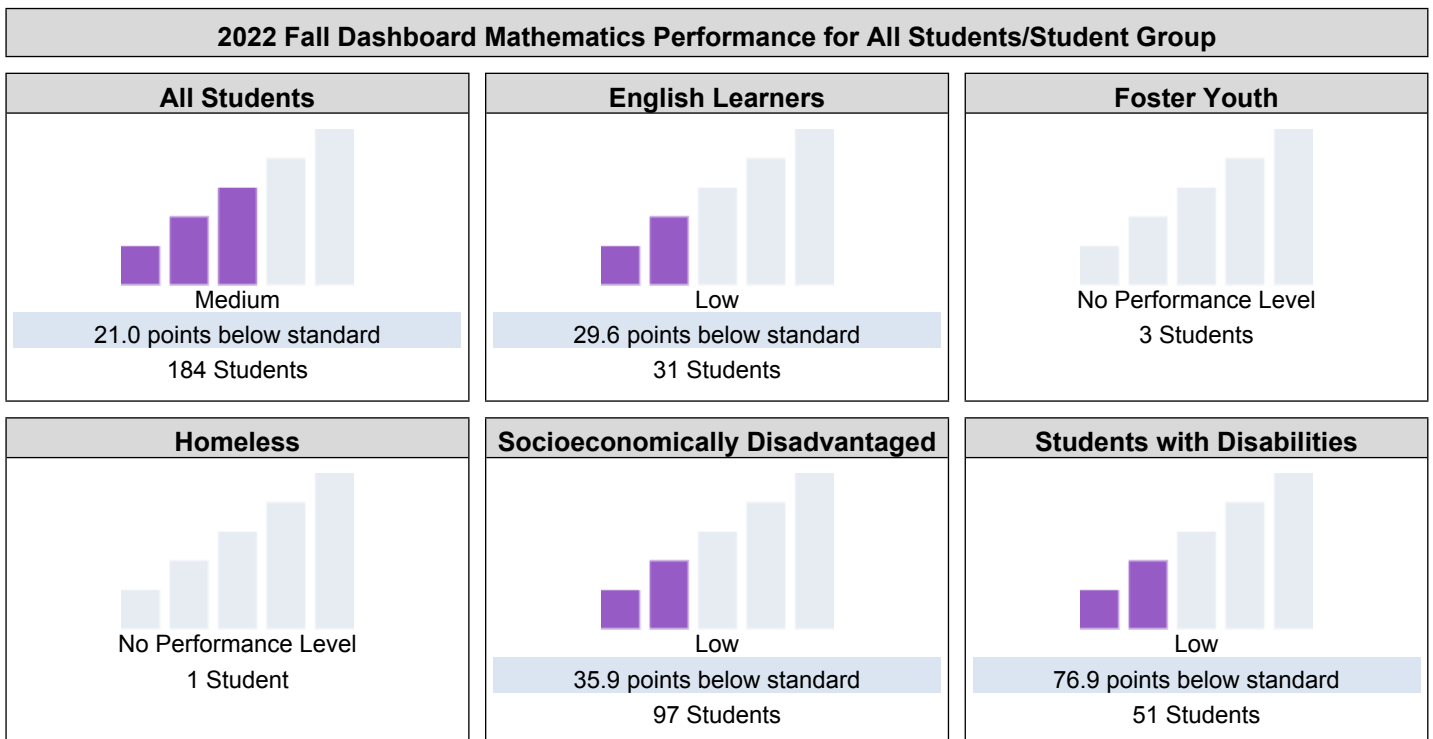 2022 Fall Dashboard Mathematics Performance for All Students/Student Group
All Students
Medium
21.0 points below standard
184 Students
English Learners
Low
29.6 points below standard
31 Students
Foster Youth
No Performance Level
3 Students
Homeless
No Performance Level
1 Student
Socioeconomically Disadvantaged
Low
35.9 points below standard
97 Students
Students with Disabilities
Low
76.9 points below standard
51 Students